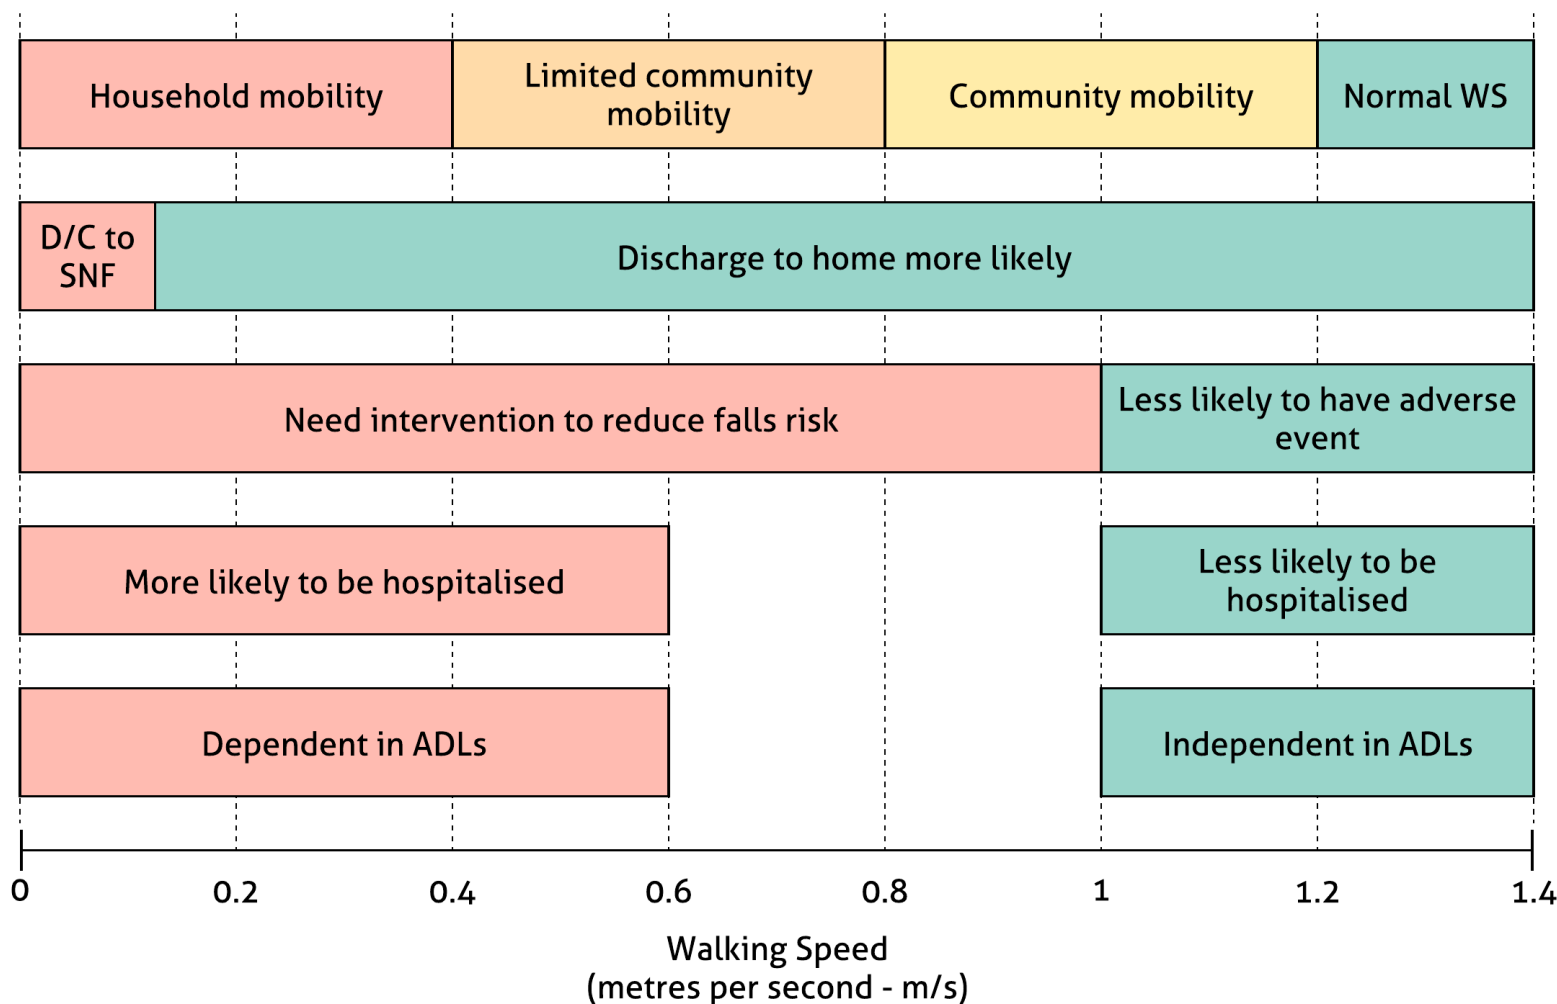 Household mobility
Limited community
mobility
Community mobility
Normal WS
D/C to
SNF
Discharge to home more likely
Need intervention to reduce falls risk
Less likely to have adverse
event
More likely to be hospitalised
Less likely to be
hospitalised
Dependent in ADLs
Independent in ADLs
0 0.2 0.4 0.6 0.8 1 1.2 1.4
Walking Speed
(metres per second - m/s)